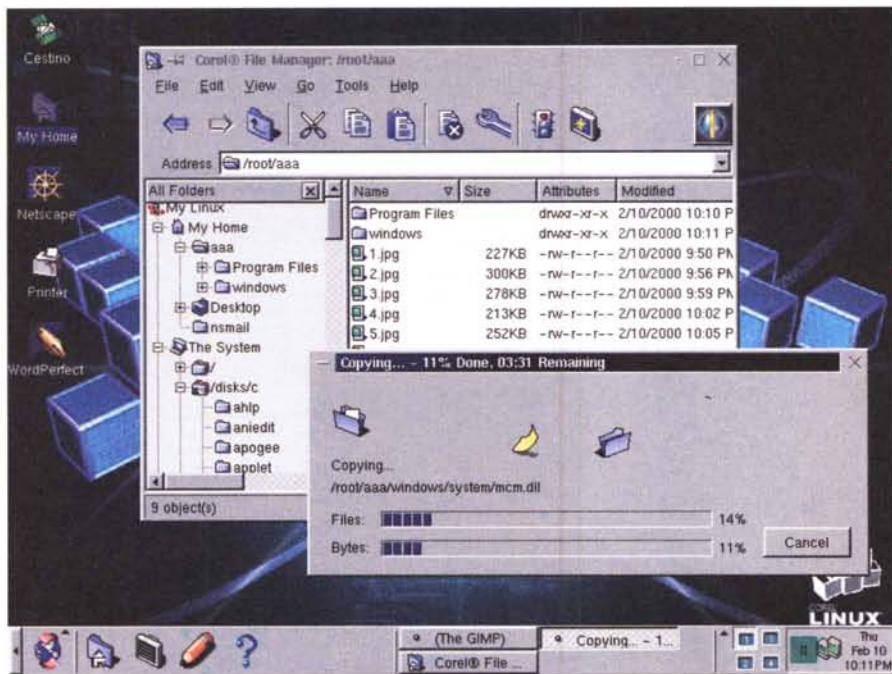 Cestino
My Home
Netscape
Printer
WordPerfect
Corel® File Manager: /root/aaa
File Edit View Go Tools Help
Address /root/aaa
All Folders
My Linux
My Home
aaa
Program Files
windows
Desktop
nsmail
The System
/
/disks/c
ahlp
aniedit
apogee
applet
Name Size Attributes Modified
Program Files drwxr-xr-x 2/10/2000 10:10 P
windows drwxr-xr-x 2/10/2000 10:11 P
1.jpg 227KB -rw-r--r-- 2/10/2000 9:50 PM
2.jpg 300KB -rw-r--r-- 2/10/2000 9:56 PM
3.jpg 278KB -rw-r--r-- 2/10/2000 9:59 PM
4.jpg 213KB -rw-r--r-- 2/10/2000 10:02 P
5.jpg 252KB -rw-r--r-- 2/10/2000 10:05 P
9 object(s)
Copying... - 11% Done, 03:31 Remaining
Copying...
/root/aaa/windows/system/mcm.dll
Files: 14%
Bytes: 11%
Cancel
COREL
LINUX
(The GIMP)
Corel® File ...
Copying... - 1...
Thu
Feb 10
10:11PM